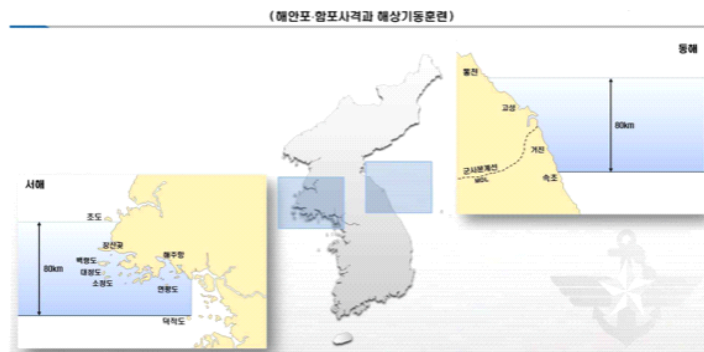 (해안포·함포사격과 해상기동훈련)
동해
통천
고성
80km
거진
군사분계선
MDL
속초
서해
초도
장산곶
해주항
백령도
80km
대청도
소청도
연평도
덕적도